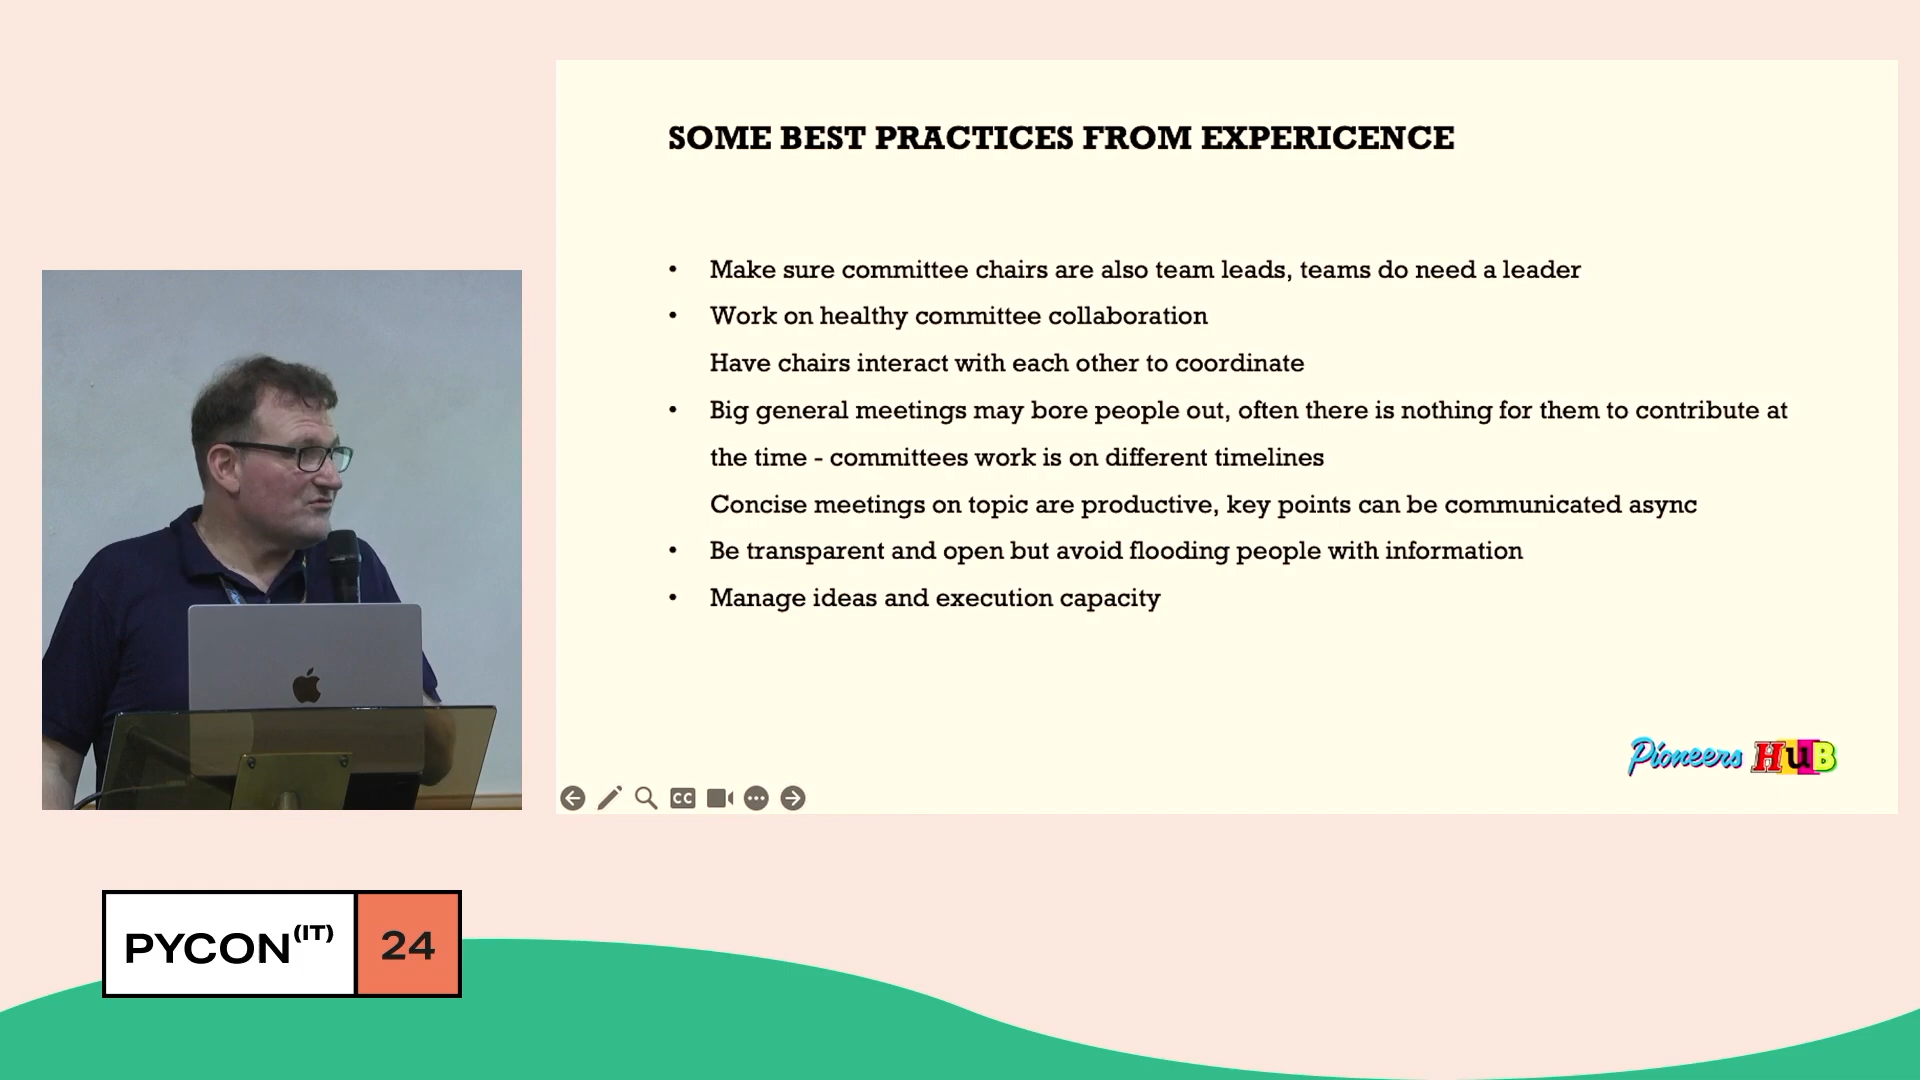 SOME BEST PRACTICES FROM EXPERICENCE
• Make sure committee chairs are also team leads, teams do need a leader
• Work on healthy committee collaboration
Have chairs interact with each other to coordinate
• Big general meetings may bore people out, often there is nothing for them to contribute at
the time - committees work is on different timelines
Concise meetings on topic are productive, key points can be communicated async
• Be transparent and open but avoid flooding people with information
• Manage ideas and execution capacity
Pioneers HuB
CC
PYCON(IT) 24